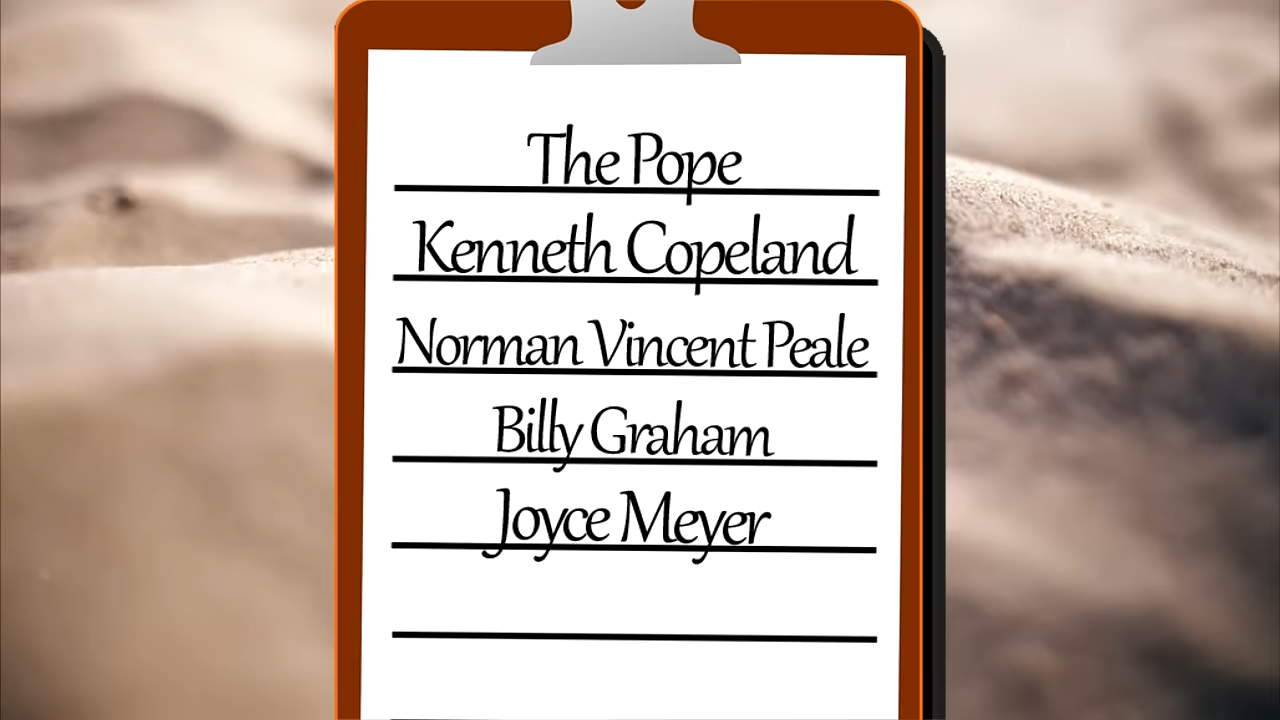 The Pope
Kenneth Copeland
Norman Vincent Peale
Billy Graham
Joyce Meyer